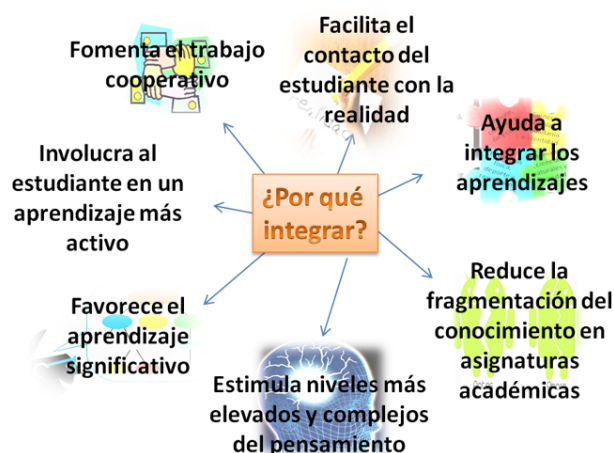 ¿Por qué
integrar?
Facilita el
contacto del
estudiante con la
realidad
Ayuda a
integrar los
aprendizajes
Reduce la
fragmentación del
conocimiento en
asignaturas
académicas
Estimula niveles más
elevados y complejos
del pensamiento
Favorece el
aprendizaje
significativo
Involucra al
estudiante en un
aprendizaje más
activo
Fomenta el trabajo
cooperativo